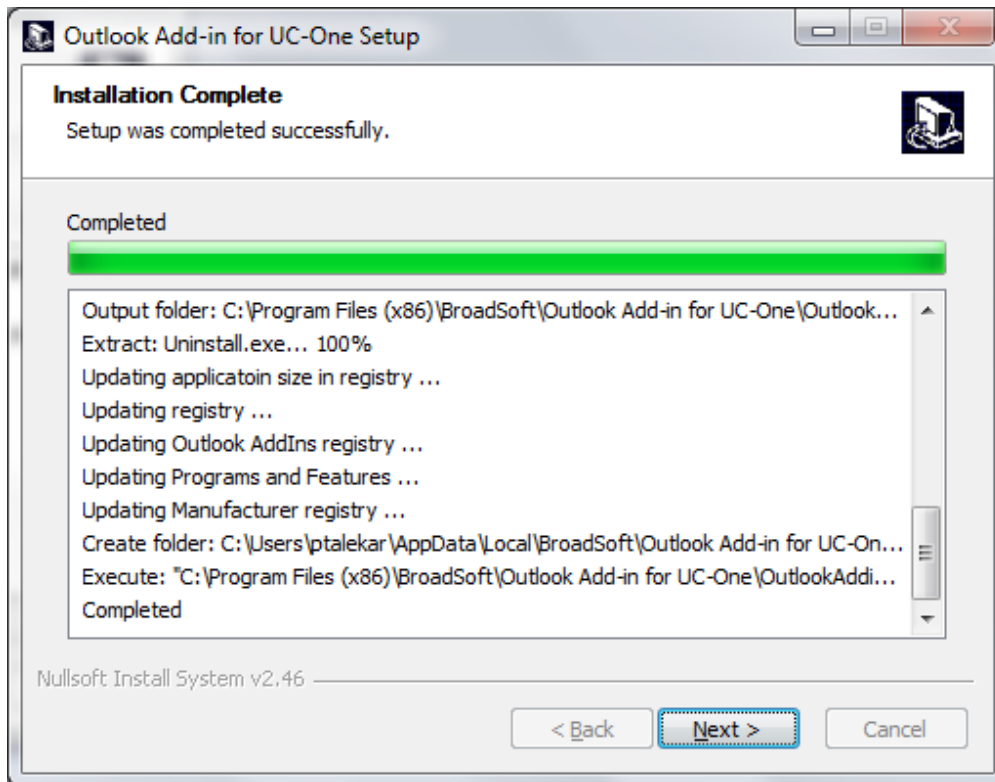 Outlook Add-in for UC-One Setup
Installation Complete
Setup was completed successfully.
Completed
Output folder: C:\Program Files (x86)\BroadSoft\Outlook Add-in for UC-One\Outlook...
Extract: Uninstall.exe... 100%
Updating applicatoin size in registry ...
Updating registry ...
Updating Outlook AddIns registry ...
Updating Programs and Features ...
Updating Manufacturer registry ...
Create folder: C:\Users\ptalekar\AppData\Local\BroadSoft\Outlook Add-in for UC-On...
Execute: "C:\Program Files (x86)\BroadSoft\Outlook Add-in for UC-One\OutlookAddi...
Completed
Nullsoft Install System v2.46
< Back Next > Cancel